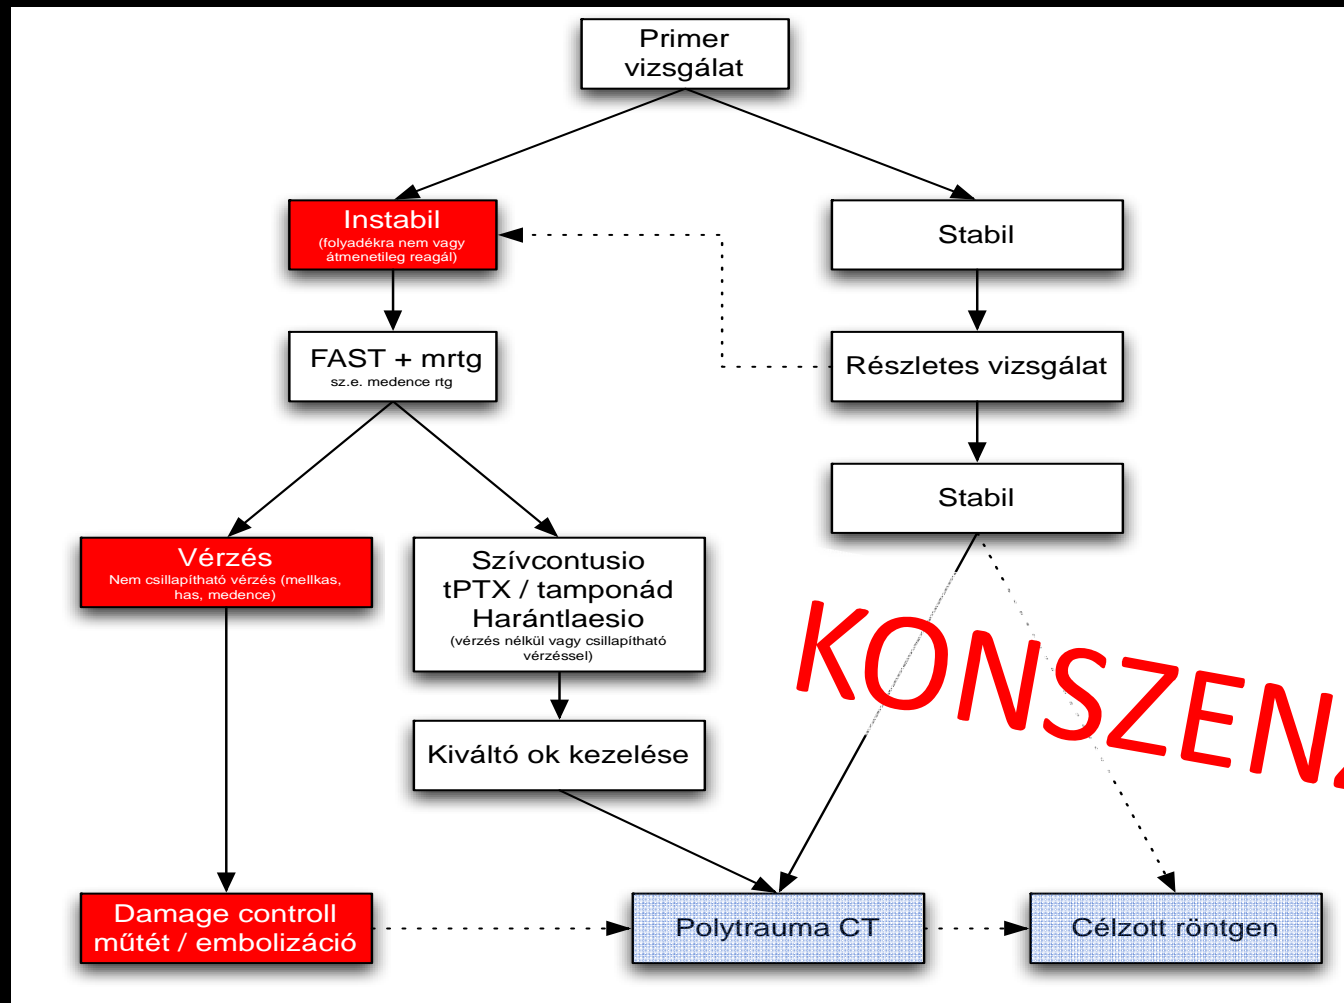 Primer
vizsgálat
Instabil
(folyadékra nem vagy
átmenetileg reagál)
Stabil
FAST + mrtg
sz.e. medence rtg
Részletes vizsgálat
Stabil
Vérzés
Nem csillapítható vérzés (mellkas,
has, medence)
Szívcontusio
tPTX / tamponád
Harántlaesio
(vérzés nélkül vagy csillapítható
vérzéssel)
Kiváltó ok kezelése
KONSZEN
Damage controll
műtét / embolizáció
Polytrauma CT
Célzott röntgen